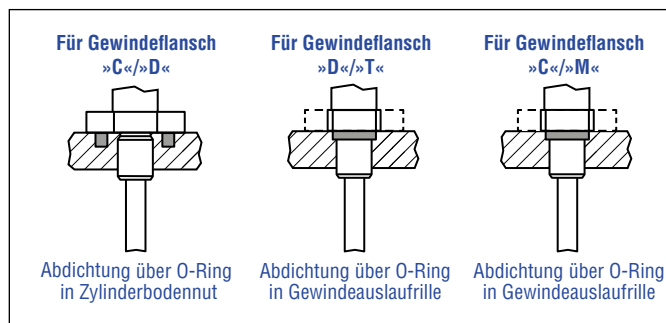 Für Gewindeflansch
»C«/»D«
Abdichtung über O-Ring
in Zylinderbodennut
Für Gewindeflansch
»D«/»T«
Abdichtung über O-Ring
in Gewindeauslaufrille
Für Gewindeflansch
»C«/»M«
Abdichtung über O-Ring
in Gewindeauslaufrille